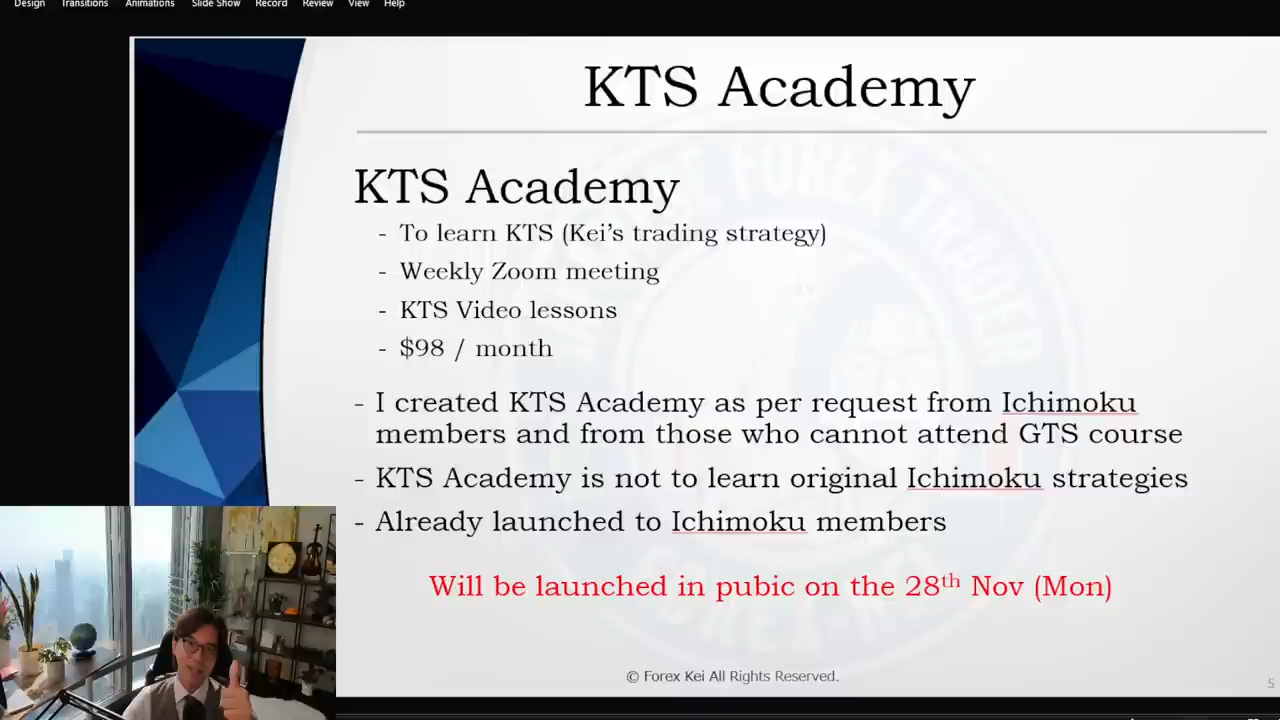 Design Transitions Animations Slide Show Record Review View Help
KTS Academy
KTS Academy
- To learn KTS (Kei's trading strategy)
- Weekly Zoom meeting
- KTS Video lessons
- $98 / month
- I created KTS Academy as per request from Ichimoku
members and from those who cannot attend GTS course
- KTS Academy is not to learn original Ichimoku strategies
- Already launched to Ichimoku members
Will be launched in pubic on the 28th Nov (Mon)
© Forex Kei All Rights Reserved.
5